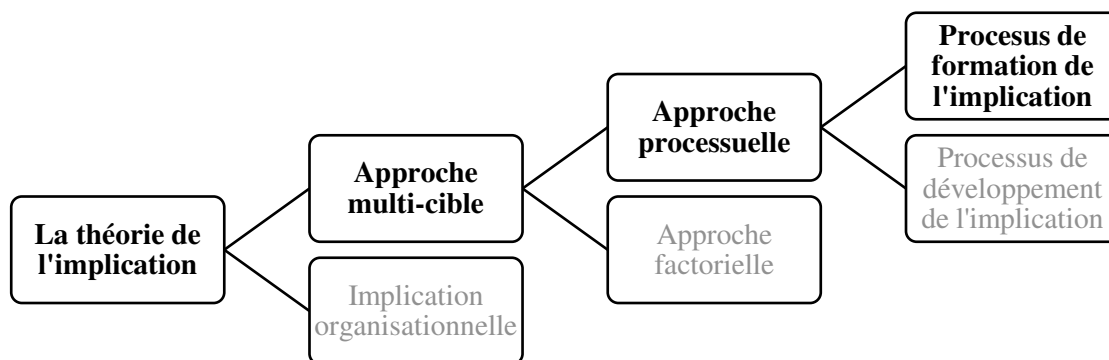 La théorie de
l'implication
Approche
multi-cible
Implication
organisationnelle
Approche
processuelle
Approche
factorielle
Procesus de
formation de
l'implication
Processus de
développement
de l'implication